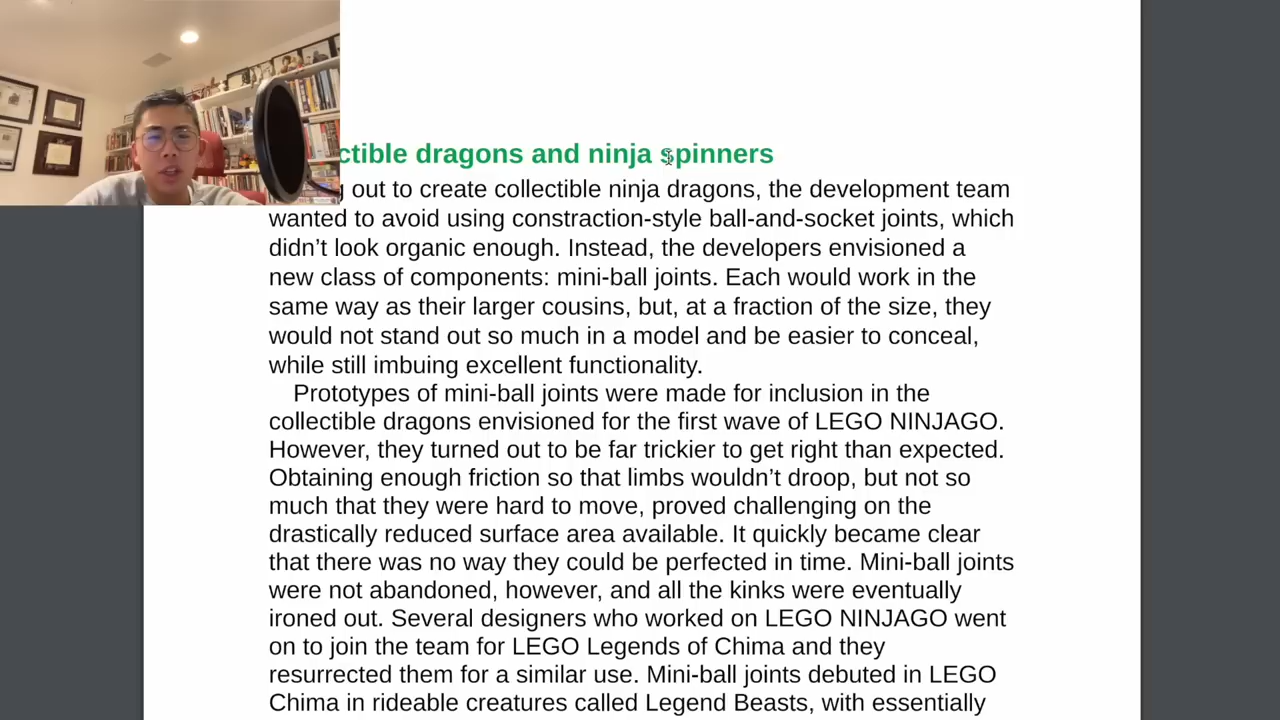 ctible dragons and ninja spinners
out to create collectible ninja dragons, the development team
wanted to avoid using constraction-style ball-and-socket joints, which
didn’t look organic enough. Instead, the developers envisioned a
new class of components: mini-ball joints. Each would work in the
same way as their larger cousins, but, at a fraction of the size, they
would not stand out so much in a model and be easier to conceal,
while still imbuing excellent functionality.
Prototypes of mini-ball joints were made for inclusion in the
collectible dragons envisioned for the first wave of LEGO NINJAGO.
However, they turned out to be far trickier to get right than expected.
Obtaining enough friction so that limbs wouldn’t droop, but not so
much that they were hard to move, proved challenging on the
drastically reduced surface area available. It quickly became clear
that there was no way they could be perfected in time. Mini-ball joints
were not abandoned, however, and all the kinks were eventually
ironed out. Several designers who worked on LEGO NINJAGO went
on to join the team for LEGO Legends of Chima and they
resurrected them for a similar use. Mini-ball joints debuted in LEGO
Chima in rideable creatures called Legend Beasts, with essentially